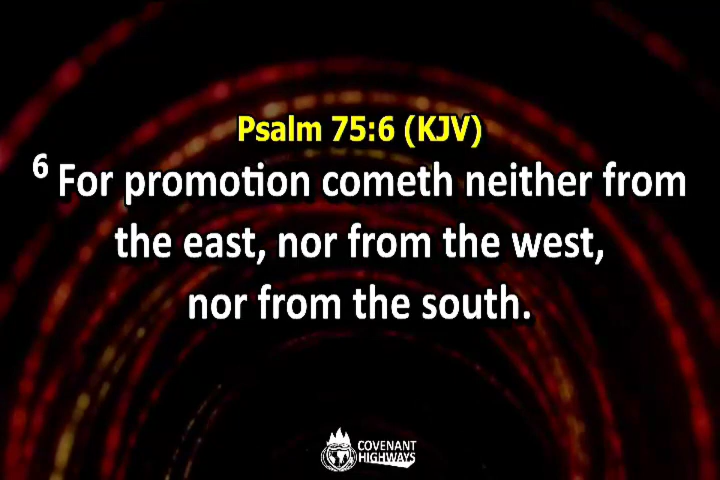 Psalm 75:6 (KJV)
6 For promotion cometh neither from
the east, nor from the west,
nor from the south.
COVENANT
HIGHWAYS